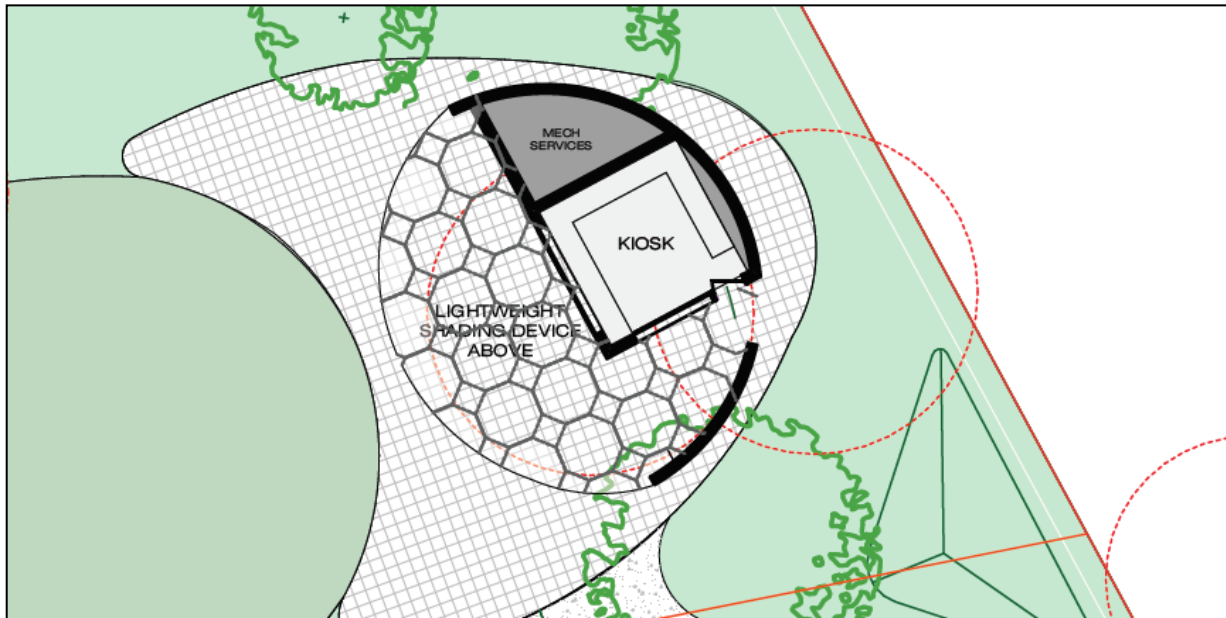 MECH
SERVICES
KIOSK
LIGHTWEIGHT
SHADING DEVICE
ABOVE